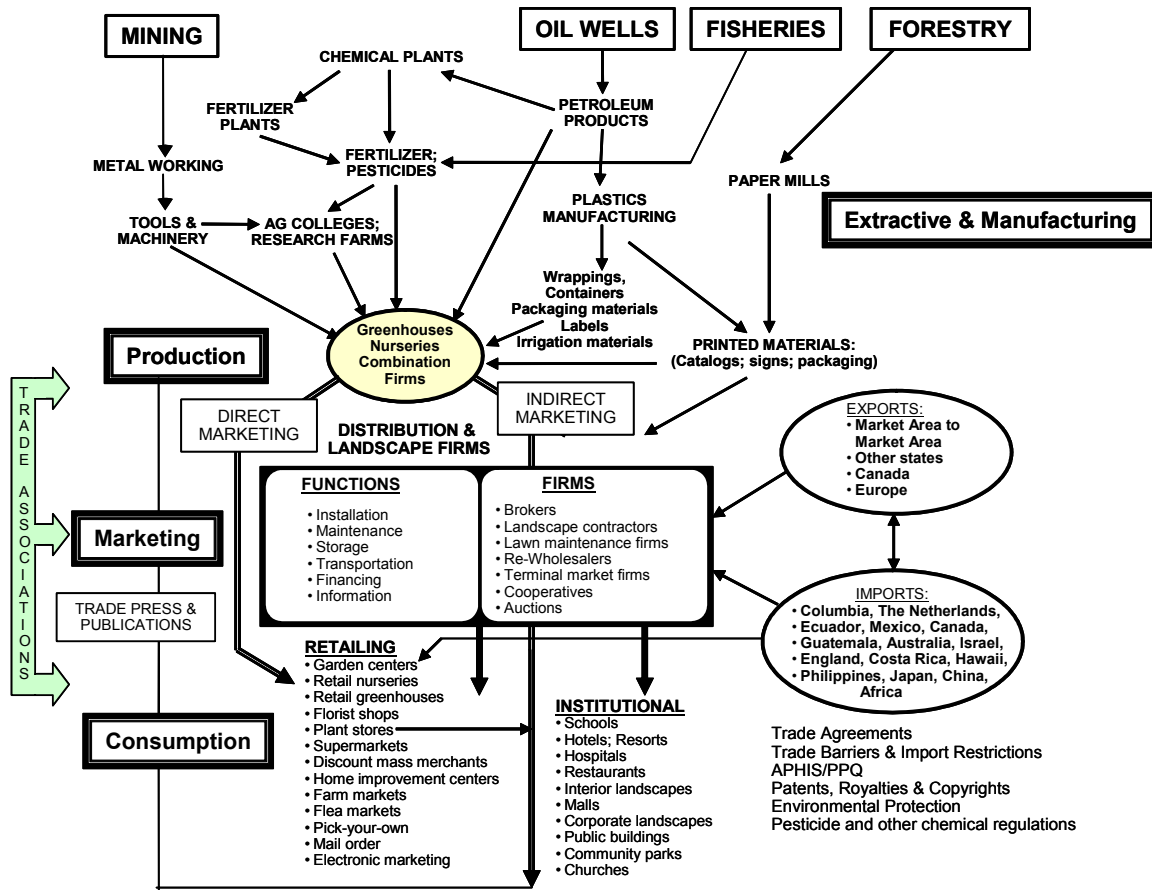 MINING
OIL WELLS
FISHERIES
FORESTRY
CHEMICAL PLANTS
FERTILIZER
PLANTS
PETROLEUM
PRODUCTS
METAL WORKING
FERTILIZER;
PESTICIDES
PAPER MILLS
TOOLS &
MACHINERY
AG COLLEGES;
RESEARCH FARMS
PLASTICS
MANUFACTURING
Extractive & Manufacturing
Wrappings,
Containers
Packaging materials
Labels
Irrigation materials
Greenhouses
Nurseries
Combination
Firms
PRINTED MATERIALS:
(Catalogs; signs; packaging)
Production
TRADE ASSOCIATIONS
DIRECT
MARKETING
INDIRECT
MARKETING
DISTRIBUTION &
LANDSCAPE FIRMS
EXPORTS:
• Market Area to
Market Area
• Other states
• Canada
• Europe
FUNCTIONS
• Installation
• Maintenance
• Storage
• Transportation
• Financing
• Information
FIRMS
• Brokers
• Landscape contractors
• Lawn maintenance firms
• Re-Wholesalers
• Terminal market firms
• Cooperatives
• Auctions
Marketing
TRADE PRESS &
PUBLICATIONS
IMPORTS:
• Columbia, The Netherlands,
• Ecuador, Mexico, Canada,
• Guatemala, Australia, Israel,
• England, Costa Rica, Hawaii,
• Philippines, Japan, China,
Africa
RETAILING
• Garden centers
• Retail nurseries
• Retail greenhouses
• Florist shops
• Plant stores
• Supermarkets
• Discount mass merchants
• Home improvement centers
• Farm markets
• Flea markets
• Pick-your-own
• Mail order
• Electronic marketing
INSTITUTIONAL
• Schools
• Hotels; Resorts
• Hospitals
• Restaurants
• Interior landscapes
• Malls
• Corporate landscapes
• Public buildings
• Community parks
• Churches
Consumption
Trade Agreements
Trade Barriers & Import Restrictions
APHIS/PPQ
Patents, Royalties & Copyrights
Environmental Protection
Pesticide and other chemical regulations